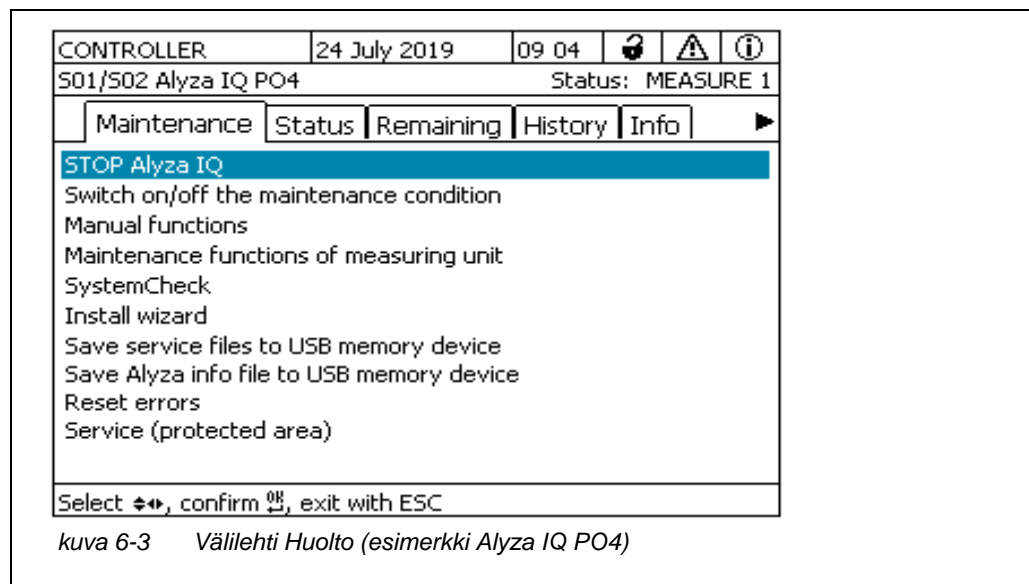 CONTROLLER 24 July 2019 09 04
S01/S02 Alyza IQ PO4 Status: MEASURE 1
Maintenance Status Remaining History Info
STOP Alyza IQ
Switch on/off the maintenance condition
Manual functions
Maintenance functions of measuring unit
SystemCheck
Install wizard
Save service files to USB memory device
Save Alyza info file to USB memory device
Reset errors
Service (protected area)
Select , confirm OK, exit with ESC
kuva 6-3 Välilehti Huolto (esimerkki Alyza IQ PO4)